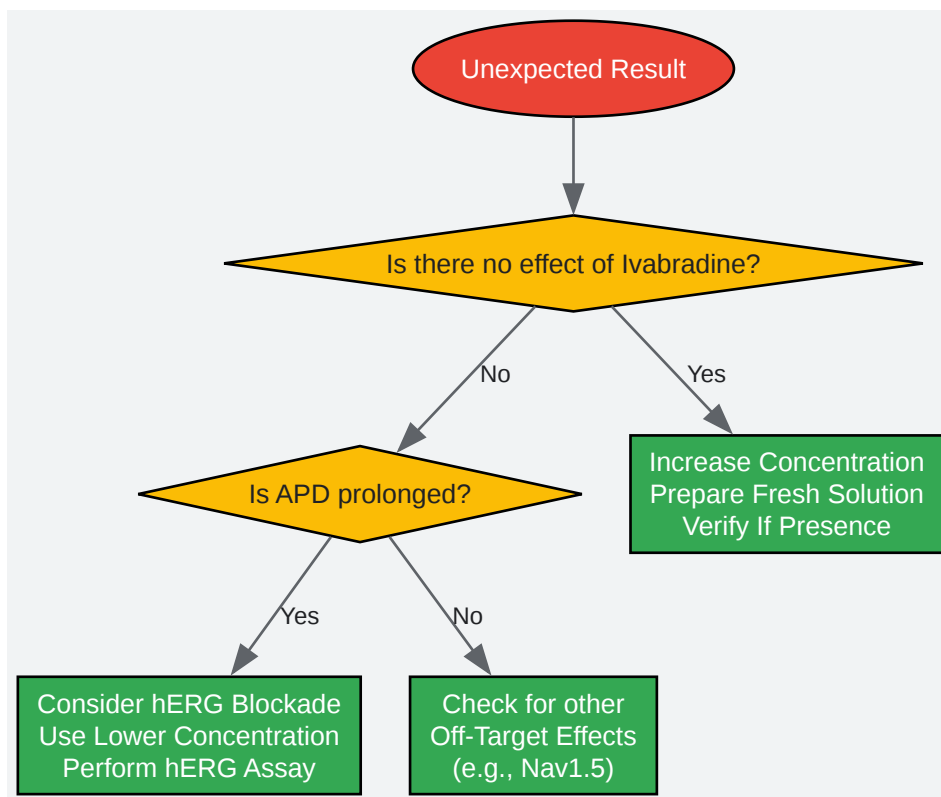 Unexpected Result
Is there no effect of Ivabradine?
No
Yes
Is APD prolonged?
Increase Concentration
Prepare Fresh Solution
Verify If Presence
Yes
No
Consider hERG Blockade
Use Lower Concentration
Perform hERG Assay
Check for other
Off-Target Effects
(e.g., Nav1.5)